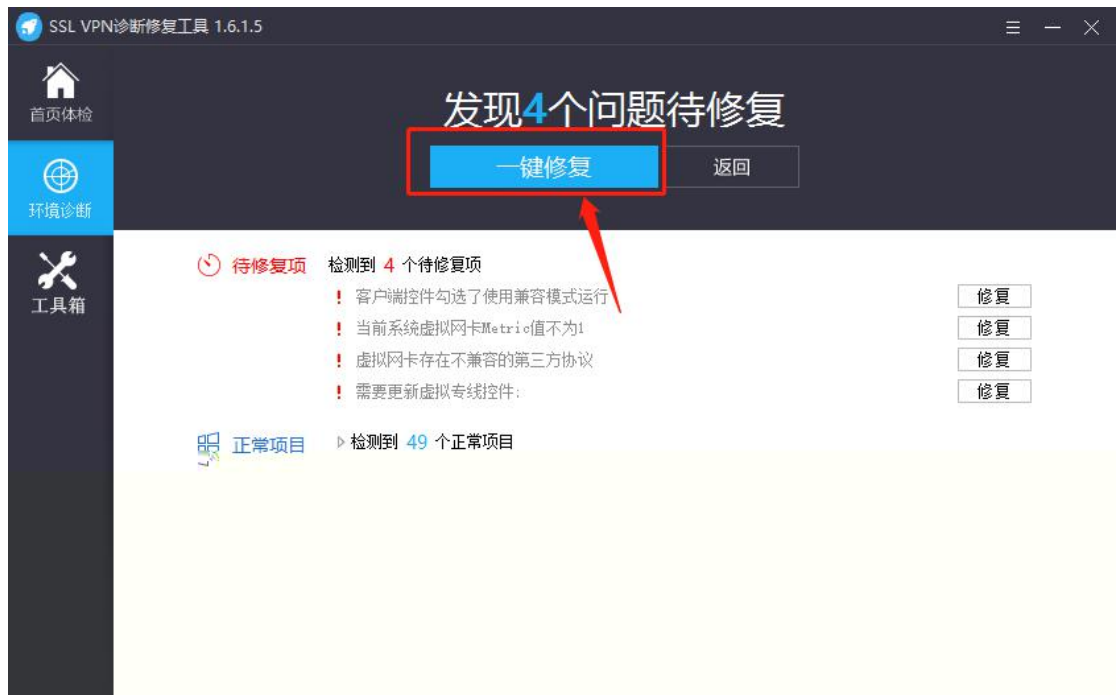 SSL VPN诊断修复工具 1.6.1.5
首页体检
环境诊断
工具箱
发现4个问题待修复
一键修复
返回
待修复项 检测到 4 个待修复项
客户端控件勾选了使用兼容模式运行 修复
当前系统虚拟网卡Metric值不为1 修复
虚拟网卡存在不兼容的第三方协议 修复
需要更新虚拟专线控件: 修复
正常项目 检测到 49 个正常项目